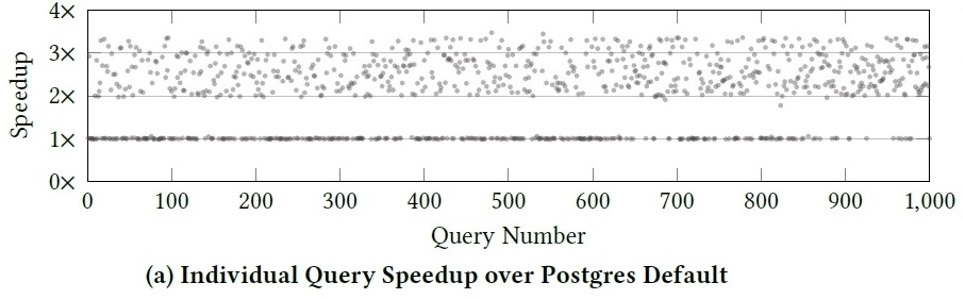 4×
3×
2×
1×
0×
Speedup
0 100 200 300 400 500 600 700 800 900 1,000
Query Number
(a) Individual Query Speedup over Postgres Default